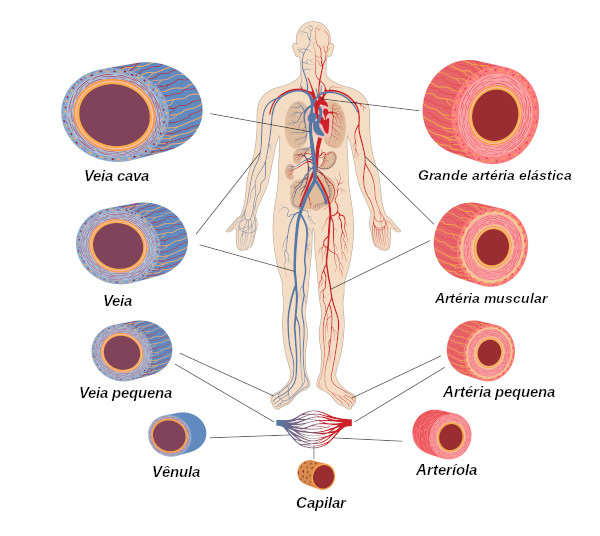 Veia cava
Grande artéria elástica
Veia
Artéria muscular
Veia pequena
Artéria pequena
Vênula
Arteríola
Capilar